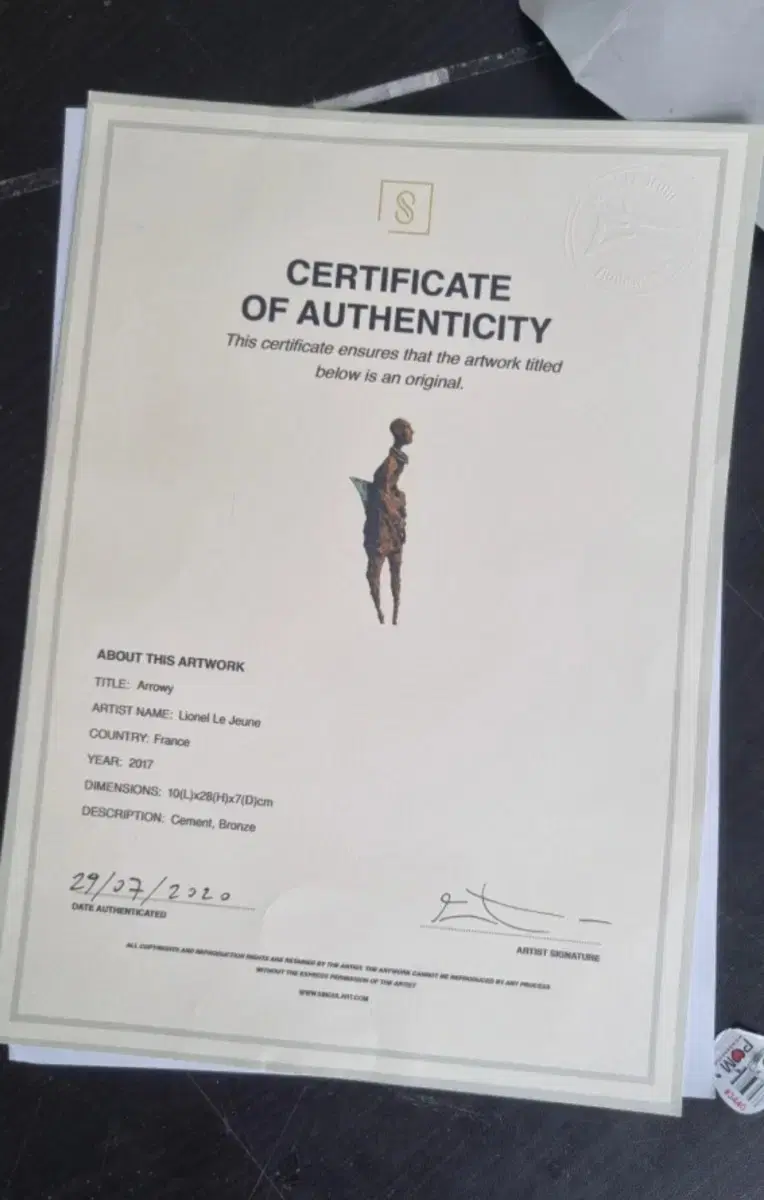 S
CERTIFICATE
OF AUTHENTICITY
This certificate ensures that the artwork titled
below is an original.
ABOUT THIS ARTWORK
TITLE: Arrowy
ARTIST NAME: Lionel Le Jeune
COUNTRY: France
YEAR: 2017
DIMENSIONS: 10(L)x28(H)x7(D)cm
DESCRIPTION: Cement, Bronze
29/07/2020
DATE AUTHENTICATED
ARTIST SIGNATURE
ALL COPYRIGHTS AND REPRODUCTION RIGHTS ARE RETAINED BY THE ARTIST. THE ARTWORK CANNOT BE REPRODUCED BY ANY PROCESS
WITHOUT THE EXPRESS PERMISSION OF THE ARTIST
WWW.SINGULART.COM